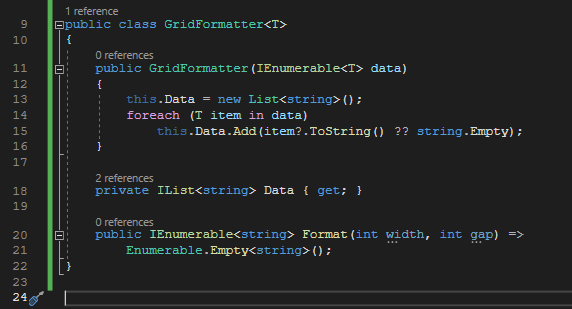 1 reference
9 public class GridFormatter<T>
10 {
0 references
11 public GridFormatter(IEnumerable<T> data)
12 {
13 this.Data = new List<string>();
14 foreach (T item in data)
15 this.Data.Add(item?.ToString() ?? string.Empty);
16 }
17
2 references
18 private IList<string> Data { get; }
19
0 references
20 public IEnumerable<string> Format(int width, int gap) =>
21 Enumerable.Empty<string>();
22 }
23
24